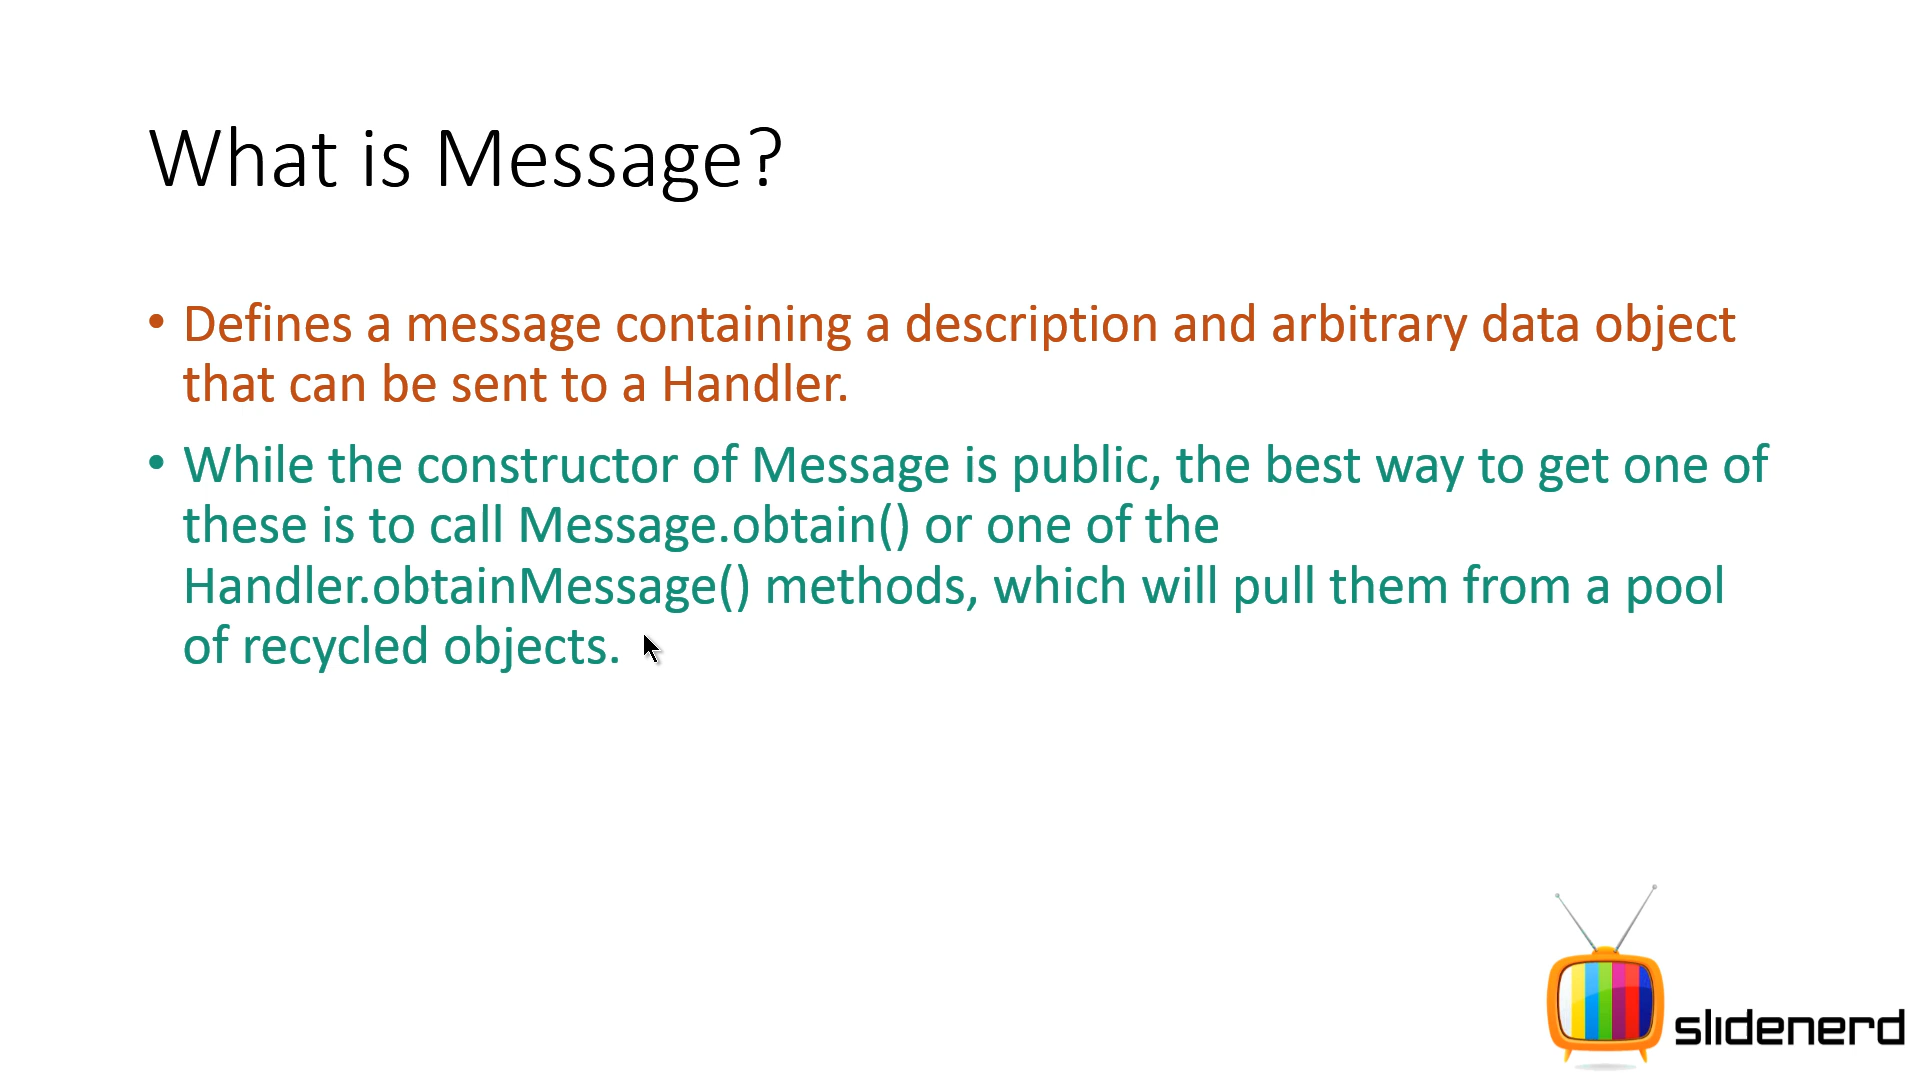 What is Message?
• Defines a message containing a description and arbitrary data object
that can be sent to a Handler.
• While the constructor of Message is public, the best way to get one of
these is to call Message.obtain() or one of the
Handler.obtainMessage() methods, which will pull them from a pool
of recycled objects.
slidenerd